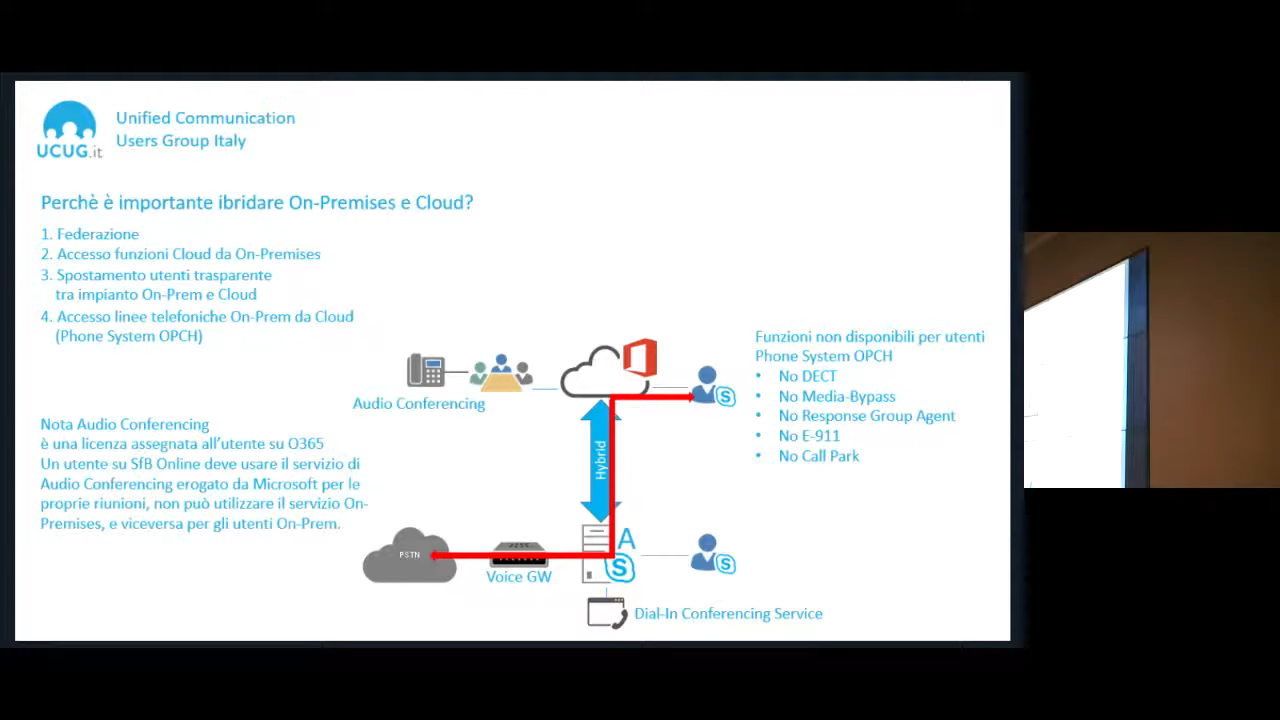 UCUG.it
Unified Communication
Users Group Italy
Perchè è importante ibridare On-Premises e Cloud?
1. Federazione
2. Accesso funzioni Cloud da On-Premises
3. Spostamento utenti trasparente
tra impianto On-Prem e Cloud
4. Accesso linee telefoniche On-Prem da Cloud
(Phone System OPCH)
Audio Conferencing
Nota Audio Conferencing
è una licenza assegnata all'utente su O365
Un utente su SfB Online deve usare il servizio di
Audio Conferencing erogato da Microsoft per le
proprie riunioni, non può utilizzare il servizio On-
Premises, e viceversa per gli utenti On-Prem.
Hybrid
PSTN
Voice GW
A
S
Dial-In Conferencing Service
S
S
Funzioni non disponibili per utenti
Phone System OPCH
• No DECT
• No Media-Bypass
• No Response Group Agent
• No E-911
• No Call Park